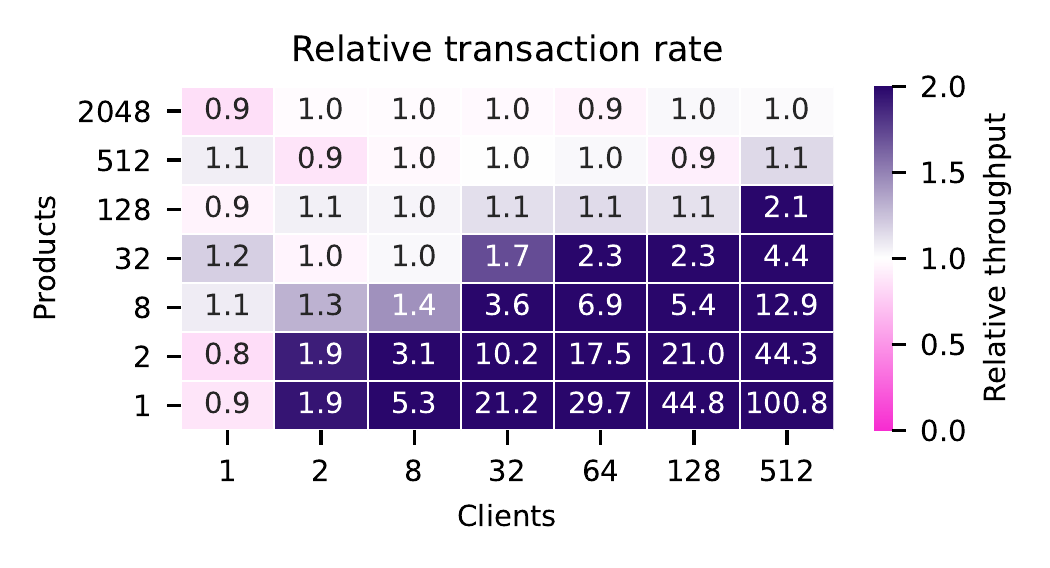 Relative transaction rate
2048 0.9 1.0 1.0 1.0 0.9 1.0 1.0
512 1.1 0.9 1.0 1.0 1.0 0.9 1.1
128 0.9 1.1 1.0 1.1 1.1 1.1 2.1
32 1.2 1.0 1.0 1.7 2.3 2.3 4.4
8 1.1 1.3 1.4 3.6 6.9 5.4 12.9
2 0.8 1.9 3.1 10.2 17.5 21.0 44.3
1 0.9 1.9 5.3 21.2 29.7 44.8 100.8
1 2 8 32 64 128 512
Clients
Products
2.0
1.5
1.0
0.5
0.0
Relative throughput